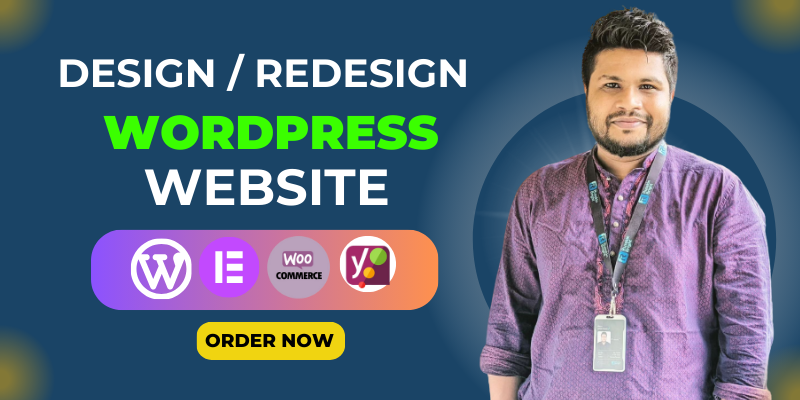 DESIGN / REDESIGN
WORDPRESS
WEBSITE
WOO
COMMERCE
y
ORDER NOW